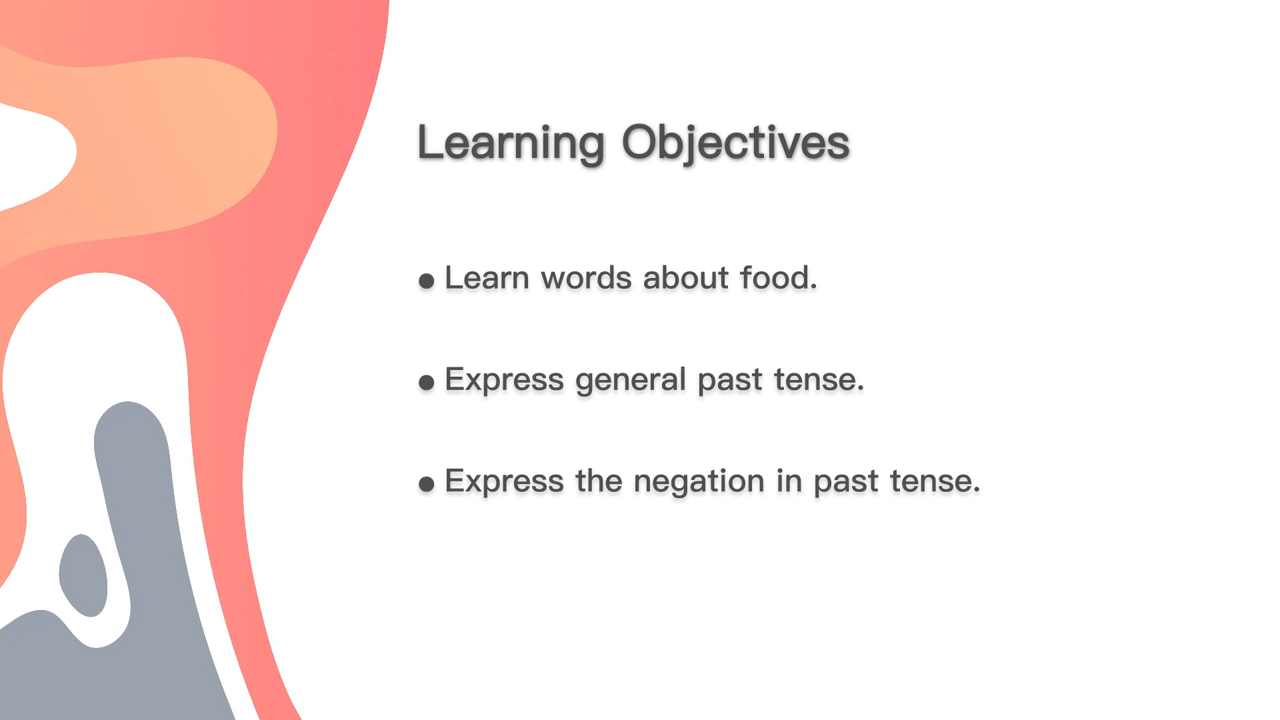 Learning Objectives
● Learn words about food.
● Express general past tense.
● Express the negation in past tense.